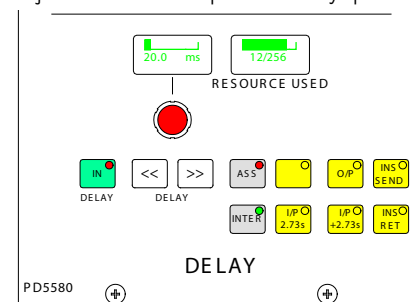 20.0 ms
12/256
RESOURCE USED
IN
<<
>>
ASS
O/P
INS
SEND
DELAY
DELAY
INTER
I/P
2.73s
I/P
+2.73s
INS
RET
DELAY
PD5580